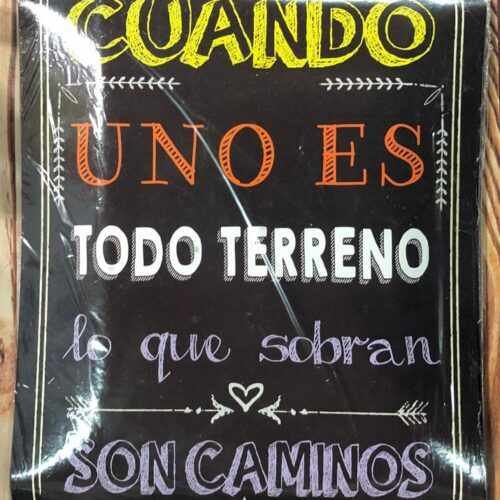 CUANDO
UNO ES
TODO TERRENO
lo que sobran
SON CAMINOS